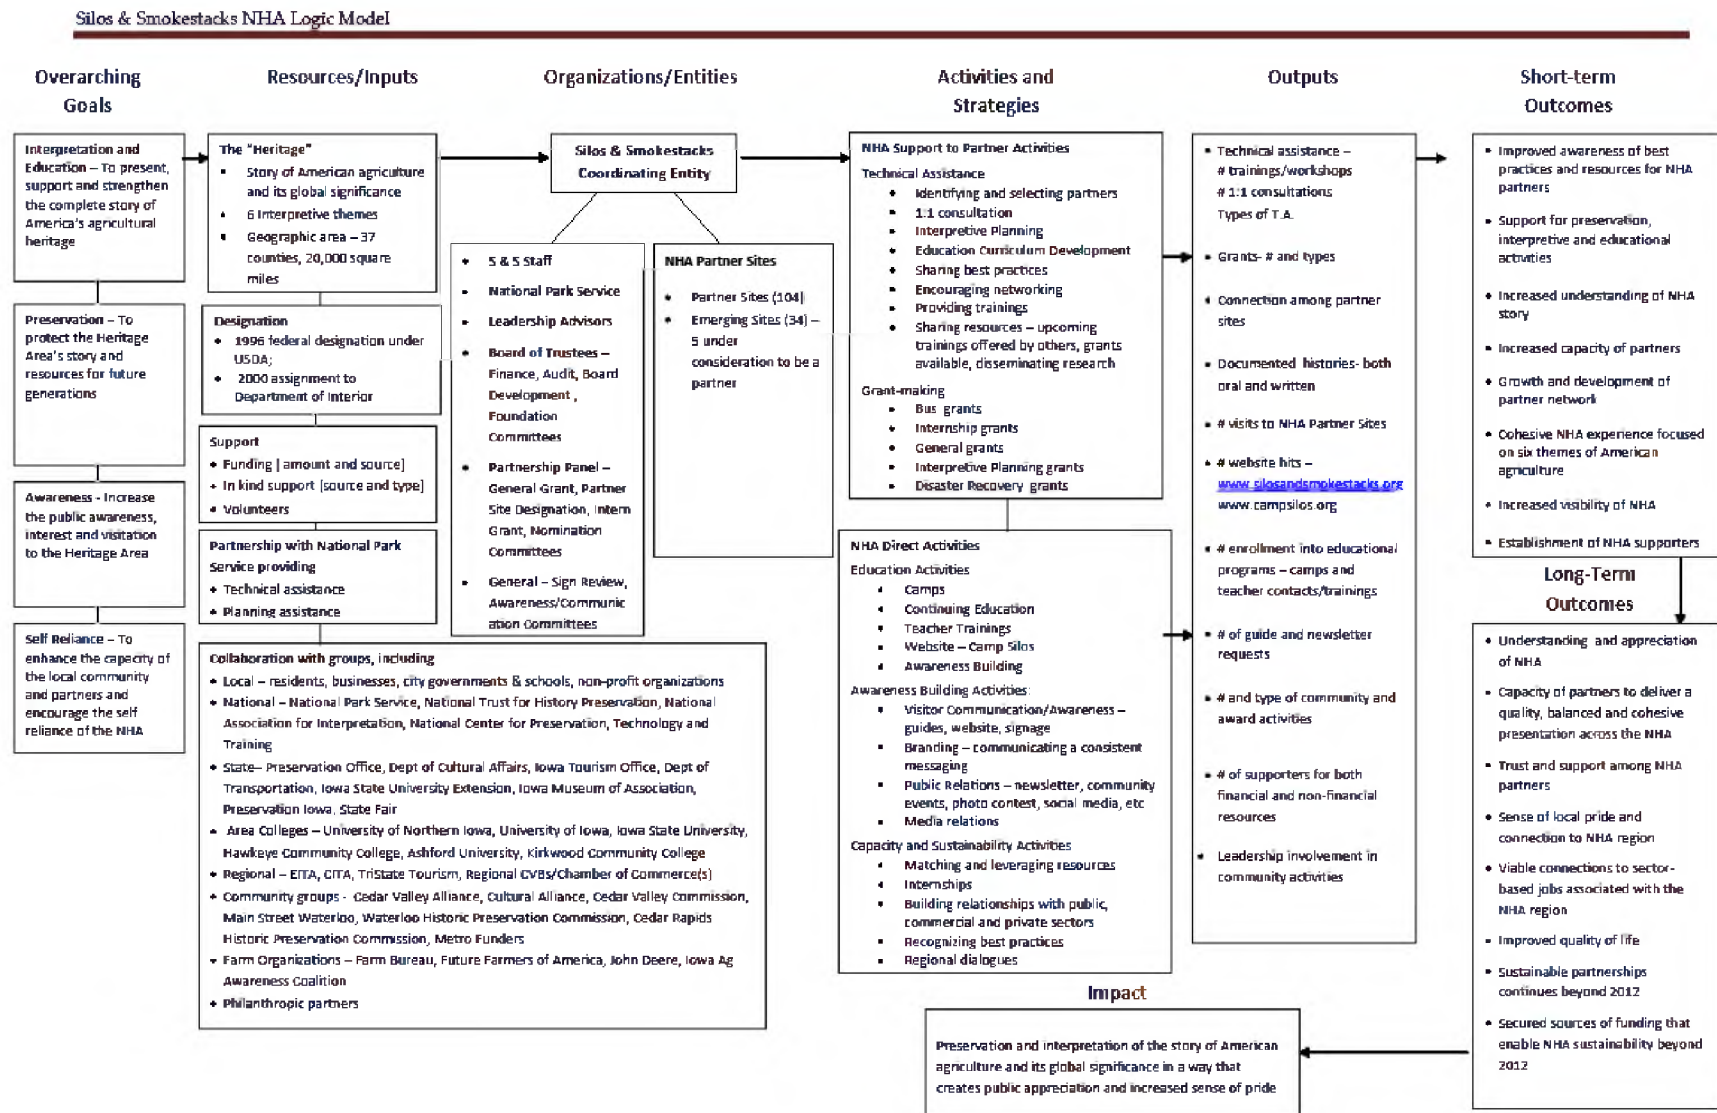 Silos & Smokestacks NHA Logic Model
Overarching
Goals
Interpretation and
Education – To present,
support and strengthen
the complete story of
America's agricultural
heritage
Preservation – To
protect the Heritage
Area's story and
resources for future
generations
Awareness - Increase
the public awareness,
interest and visitation
to the Heritage Area
Self Reliance – To
enhance the capacity of
the local community
and partners and
encourage the self
reliance of the NHA
Resources/Inputs
The "Heritage"
• Story of American agriculture
and its global significance
• 6 Interpretive themes
• Geographic area – 37
counties, 20,000 square
miles
Designation
• 1996 federal designation under
USDA;
• 2000 assignment to
Department of Interior
Support
• Funding [amount and source]
• In kind support [source and type]
• Volunteers
Partnership with National Park
Service providing
• Technical assistance
• Planning assistance
Collaboration with groups, including
• Local – residents, businesses, city governments & schools, non-profit organizations
• National – National Park Service, National Trust for History Preservation, National
Association for Interpretation, National Center for Preservation, Technology and
Training
• State– Preservation Office, Dept of Cultural Affairs, Iowa Tourism Office, Dept of
Transportation, Iowa State University Extension, Iowa Museum of Association,
Preservation Iowa, State Fair
• Area Colleges – University of Northern Iowa, University of Iowa, Iowa State University,
Hawkeye Community College, Ashford University, Kirkwood Community College
• Regional – EITA, CITA, TriState Tourism, Regional CVBs/Chamber of Commerce(s)
• Community groups - Cedar Valley Alliance, Cultural Alliance, Cedar Valley Commission,
Main Street Waterloo, Waterloo Historic Preservation Commission, Cedar Rapids
Historic Preservation Commission, Metro Funders
• Farm Organizations – Farm Bureau, Future Farmers of America, John Deere, Iowa Ag
Awareness Coalition
• Philanthropic partners
Organizations/Entities
Silos & Smokestacks
Coordinating Entity
• S & S Staff
• National Park Service
• Leadership Advisors
• Board of Trustees –
Finance, Audit, Board
Development ,
Foundation
Committees
• Partnership Panel –
General Grant, Partner
Site Designation, Intern
Grant, Nomination
Committees
• General – Sign Review,
Awareness/Communic
ation Committees
NHA Partner Sites
• Partner Sites (104)
• Emerging Sites (34) –
5 under
consideration to be a
partner
Activities and
Strategies
NHA Support to Partner Activities
Technical Assistance
• Identifying and selecting partners
• 1:1 consultation
• Interpretive Planning
• Education Curriculum Development
• Sharing best practices
• Encouraging networking
• Providing trainings
• Sharing resources – upcoming
trainings offered by others, grants
available, disseminating research
Grant-making
• Bus grants
• Internship grants
• General grants
• Interpretive Planning grants
• Disaster Recovery grants
NHA Direct Activities
Education Activities
• Camps
• Continuing Education
• Teacher Trainings
• Website – Camp Silos
• Awareness Building
Awareness Building Activities:
• Visitor Communication/Awareness –
guides, website, signage
• Branding – communicating a consistent
messaging
• Public Relations – newsletter, community
events, photo contest, social media, etc
• Media relations
Capacity and Sustainability Activities
• Matching and leveraging resources
• Internships
• Building relationships with public,
commercial and private sectors
• Recognizing best practices
• Regional dialogues
Outputs
• Technical assistance –
# trainings/workshops
# 1:1 consultations
Types of T.A.
• Grants- # and types
• Connection among partner
sites
• Documented histories- both
oral and written
• # visits to NHA Partner Sites
• # website hits –
www.silosandsmokestacks.org
www.campsilos.org
• # enrollment into educational
programs – camps and
teacher contacts/trainings
• # of guide and newsletter
requests
• # and type of community and
award activities
• # of supporters for both
financial and non-financial
resources
• Leadership involvement in
community activities
Short-term
Outcomes
• Improved awareness of best
practices and resources for NHA
partners
• Support for preservation,
interpretive and educational
activities
• Increased understanding of NHA
story
• Increased capacity of partners
• Growth and development of
partner network
• Cohesive NHA experience focused
on six themes of American
agriculture
• Increased visibility of NHA
• Establishment of NHA supporters
Long-Term
Outcomes
• Understanding and appreciation
of NHA
• Capacity of partners to deliver a
quality, balanced and cohesive
presentation across the NHA
• Trust and support among NHA
partners
• Sense of local pride and
connection to NHA region
• Viable connections to sector-
based jobs associated with the
NHA region
• Improved quality of life
• Sustainable partnerships
continues beyond 2012
• Secured sources of funding that
enable NHA sustainability beyond
2012
Impact
Preservation and interpretation of the story of American
agriculture and its global significance in a way that
creates public appreciation and increased sense of pride